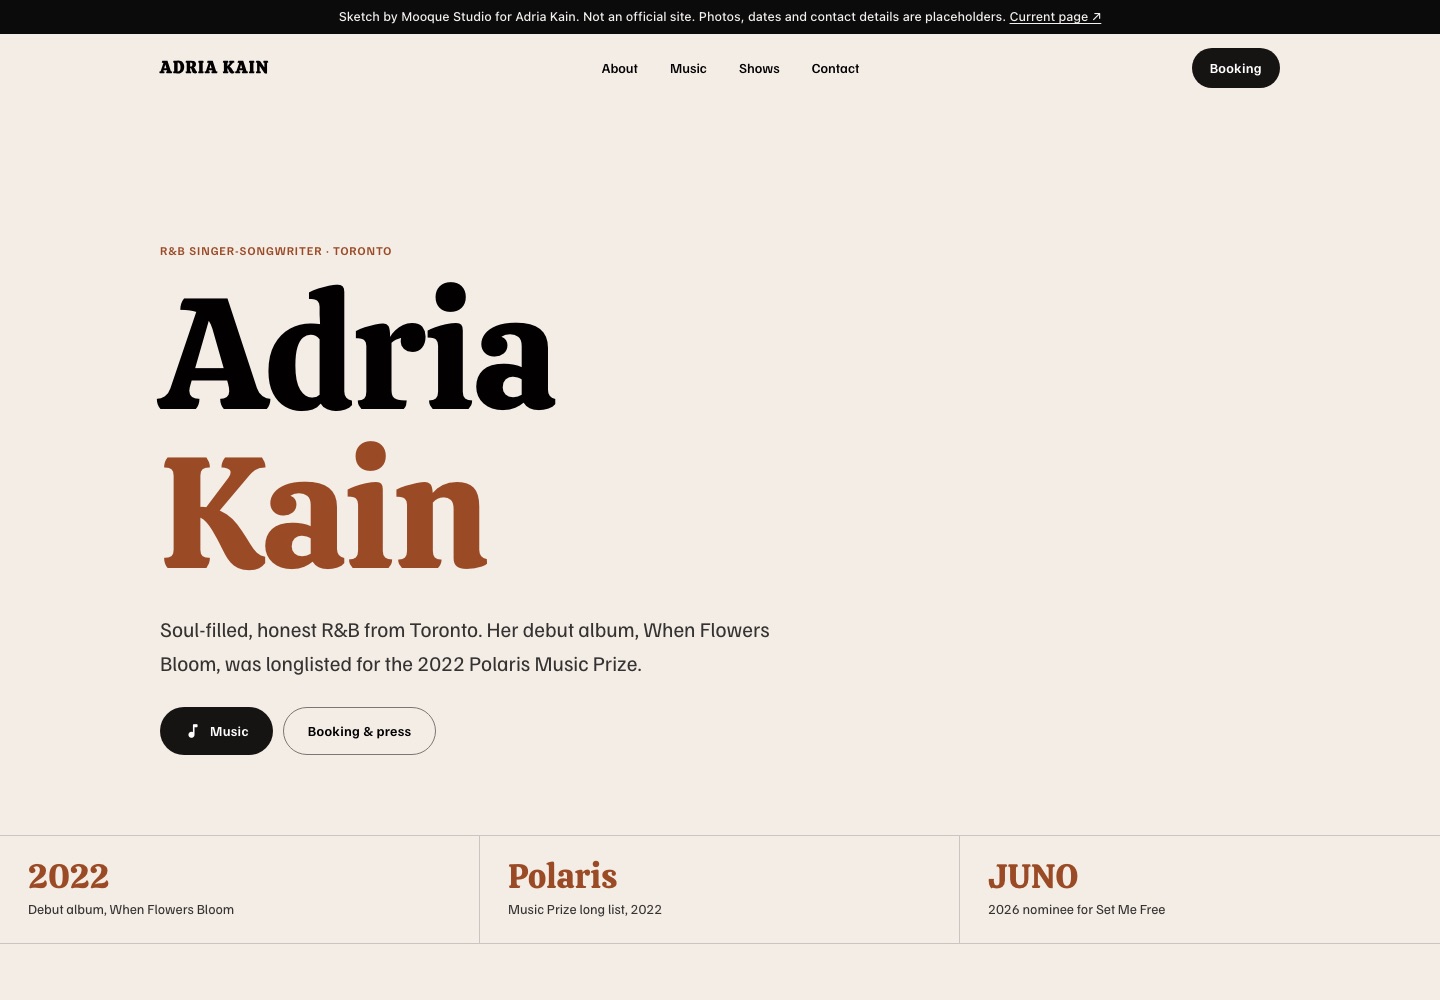 Sketch by Mooque Studio for Adria Kain. Not an official site. Photos, dates and contact details are placeholders. Current page ↗
ADRIA KAIN
About
Music
Shows
Contact
Booking
R&B SINGER-SONGWRITER · TORONTO
Adria
Kain
Soul-filled, honest R&B from Toronto. Her debut album, When Flowers
Bloom, was longlisted for the 2022 Polaris Music Prize.
Music
Booking & press
2022
Debut album, When Flowers Bloom
Polaris
Music Prize long list, 2022
JUNO
2026 nominee for Set Me Free